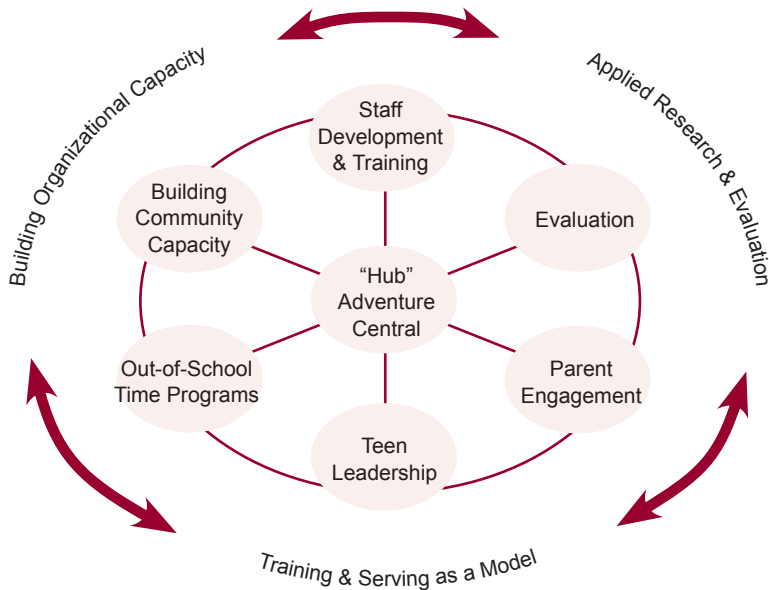 Building Organizational Capacity
Applied Research & Evaluation
Staff
Development
& Training
Building
Community
Capacity
Evaluation
“Hub”
Adventure
Central
Out-of-School
Time Programs
Parent
Engagement
Teen
Leadership
Training & Serving as a Model